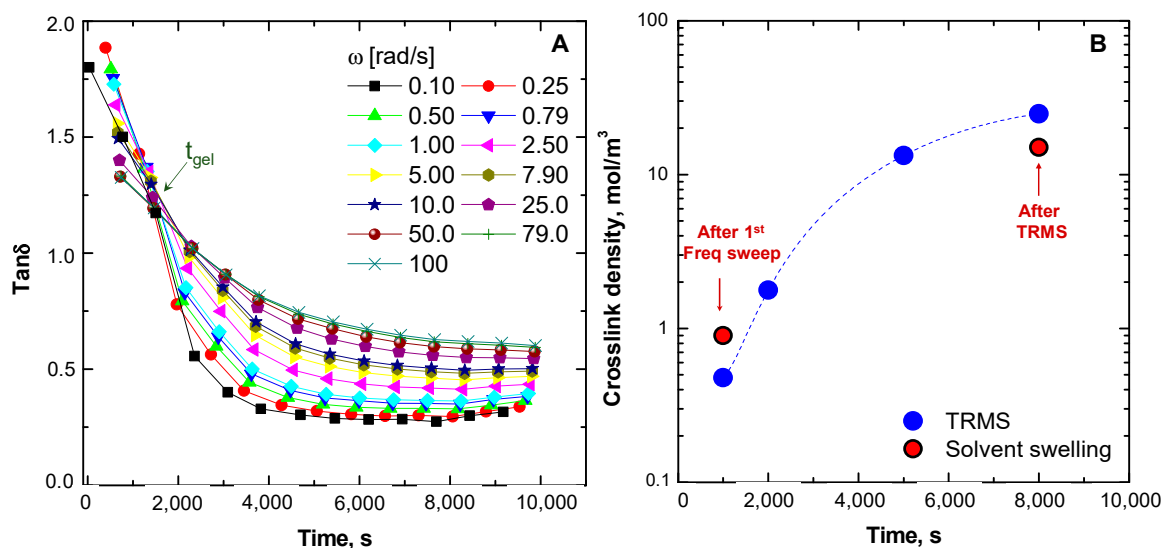 A
ω [rad/s]
0.10 0.25
0.50 0.79
1.00 2.50
5.00 7.90
10.0 25.0
50.0 79.0
100
t_gel
2.0
1.5
1.0
0.5
0.0
Tanδ
0 2,000 4,000 6,000 8,000 10,000
Time, s
B
100
10
1
0.1
Crosslink density, mol/m³
After 1st
Freq sweep
After
TRMS
TRMS
Solvent swelling
0 2,000 4,000 6,000 8,000 10,000
Time, s